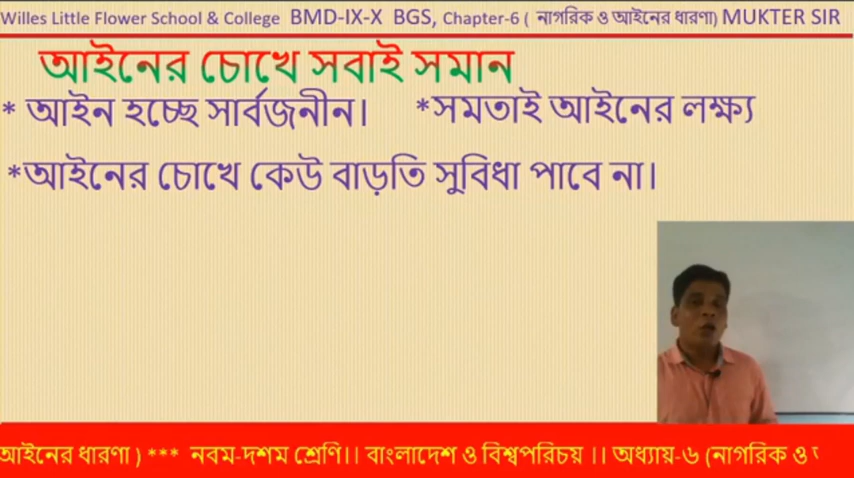 Willes Little Flower School & College BMD-IX-X BGS, Chapter-6 ( নাগরিক ও আইনের ধারণা) MUKTER SIR
আইনের চোখে সবাই সমান
* আইন হচ্ছে সার্বজনীন। *সমতাই আইনের লক্ষ্য
*আইনের চোখে কেউ বাড়তি সুবিধা পাবে না।
আইনের ধারণা ) *** নবম-দশম শ্রেণি।। বাংলাদেশ ও বিশ্বপরিচয় ।। অধ্যায়-৬ (নাগরিক ও